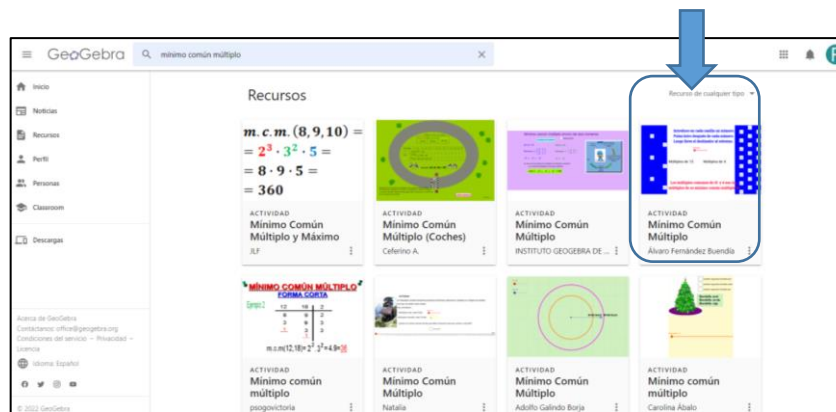 GeoGebra
mínimo común múltiplo
Inicio
Noticias
Recursos
Perfil
Personas
Classroom
Descargas
Acerca de GeoGebra
Contáctanos: office@geogebra.org
Condiciones del servicio – Privacidad –
Licencia
Idioma: Español
© 2022 GeoGebra
Recursos
Recurso de cualquier tipo
m.c.m.(8,9,10) =
= 2³ · 3² · 5 =
= 8 · 9 · 5 =
= 360
ACTIVIDAD
Mínimo Común
Múltiplo y Máximo
JLF
ACTIVIDAD
Mínimo Común
Múltiplo (Coches)
Ceferino A.
ACTIVIDAD
Mínimo Común
Múltiplo
INSTITUTO GEOGEBRA DE ...
ACTIVIDAD
Mínimo Común
Múltiplo
Álvaro Fernández Buendía
MÍNIMO COMÚN MÚLTIPLO
FORMA CORTA
Ejemplo 2
ACTIVIDAD
Mínimo común
múltiplo
psogovictoria
ACTIVIDAD
Mínimo Común
Múltiplo
Natalia
ACTIVIDAD
Mínimo Común
Múltiplo
Adolfo Galindo Borja
ACTIVIDAD
Mínimo común
múltiplo
Carolina Ábalo